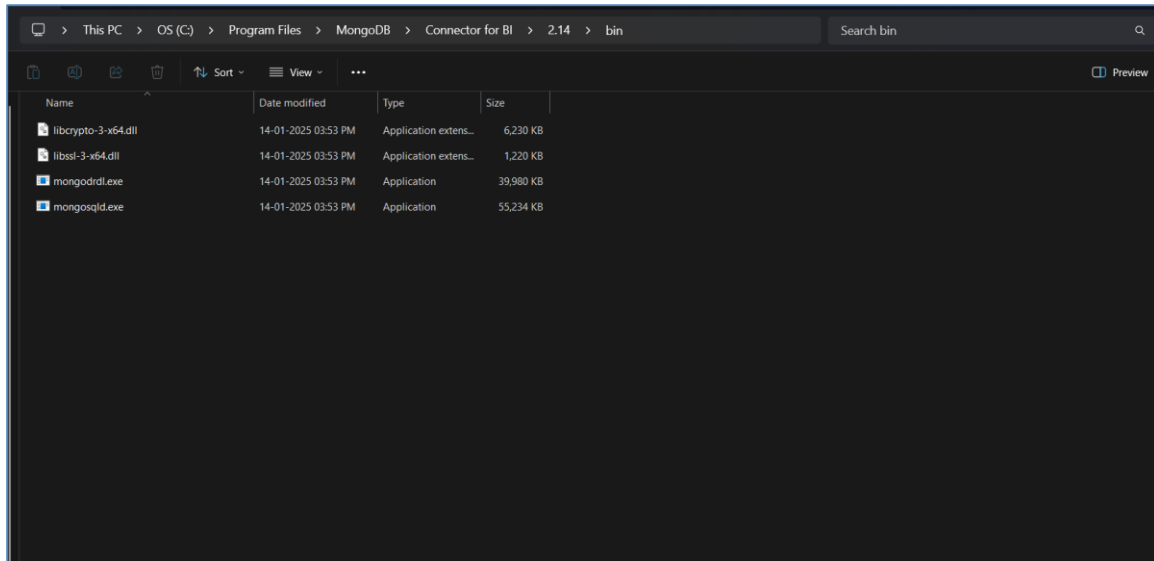 This PC > OS (C:) > Program Files > MongoDB > Connector for BI > 2.14 > bin Search bin
Sort View ... Preview
Name Date modified Type Size
libcrypto-3-x64.dll 14-01-2025 03:53 PM Application extens... 6,230 KB
libssl-3-x64.dll 14-01-2025 03:53 PM Application extens... 1,220 KB
mongodrdl.exe 14-01-2025 03:53 PM Application 39,980 KB
mongosqld.exe 14-01-2025 03:53 PM Application 55,234 KB